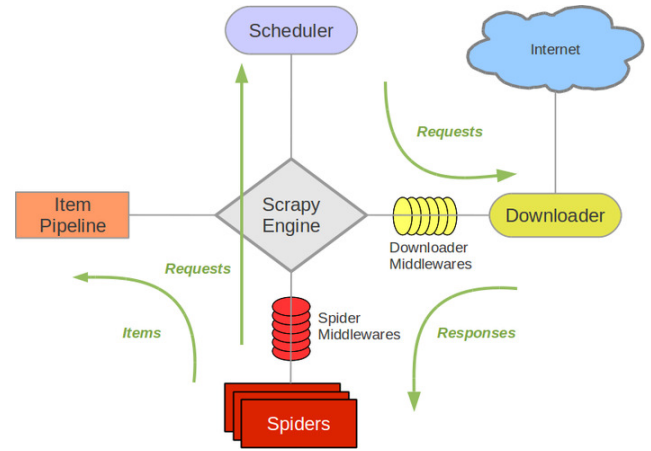 Scheduler
Internet
Requests
Item
Pipeline
Scrapy
Engine
Downloader
Downloader
Middlewares
Requests
Spider
Middlewares
Items
Responses
Spiders